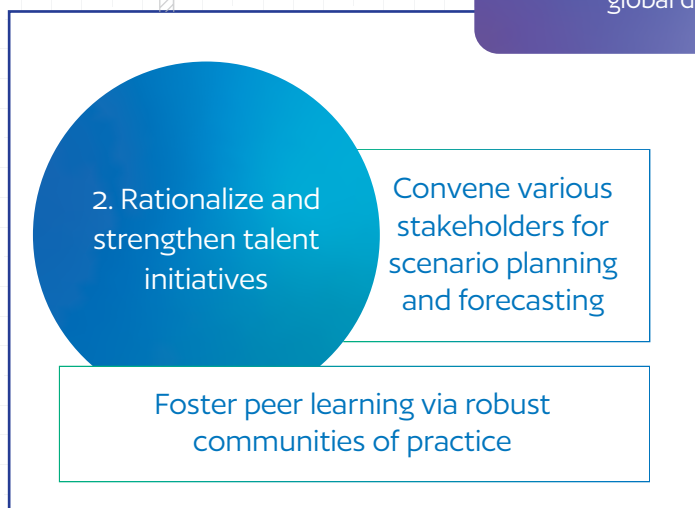 global d
2. Rationalize and
strengthen talent
initiatives
Convene various
stakeholders for
scenario planning
and forecasting
Foster peer learning via robust
communities of practice